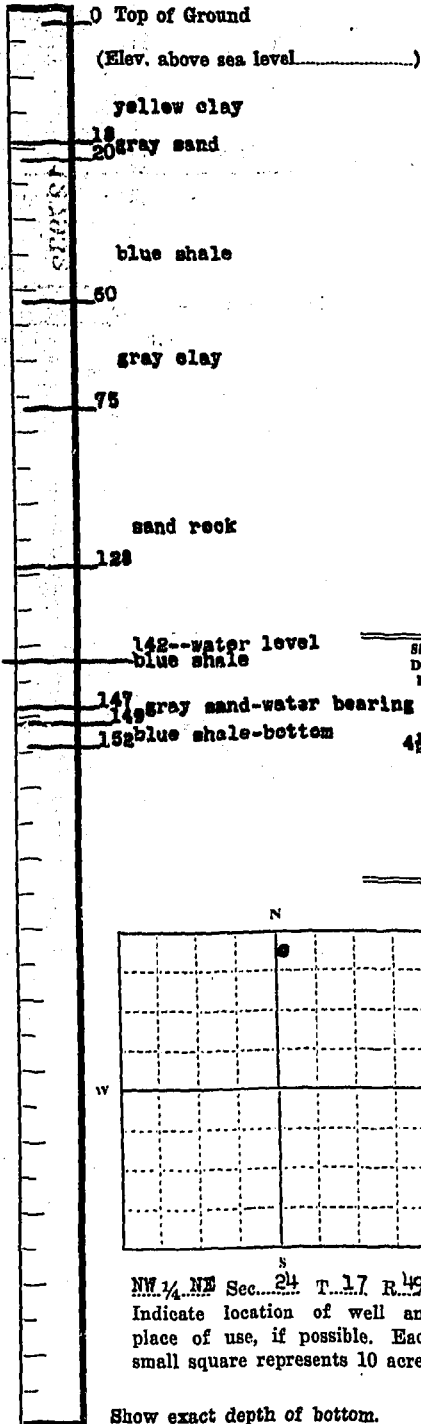 0 Top of Ground
(Elev. above sea level....................)
yellow clay
18
20 gray sand
blue shale
60
gray clay
75
sand rock
128
142--water level
blue shale
147 gray sand-water bearing
149
152 blue shale-bottom
N
W
S
NW ¼ NE Sec. 24 T. 17 R. 49
Indicate location of well an
place of use, if possible. Eac
small square represents 10 acre
Show exact depth of bottom.